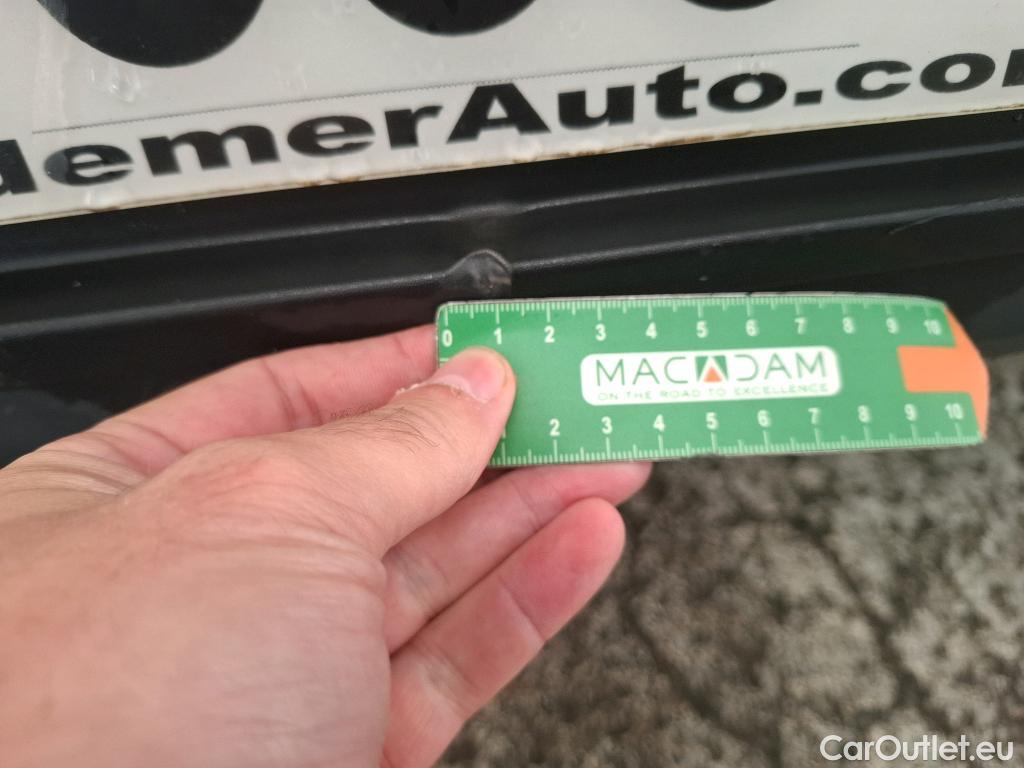 demerAuto.co
0 1 2 3 4 5 6 7 8 9 10
MACADAM
ON THE ROAD TO EXCELLENCE
2 3 4 5 6 7 8 9 10
CarOutlet.eu